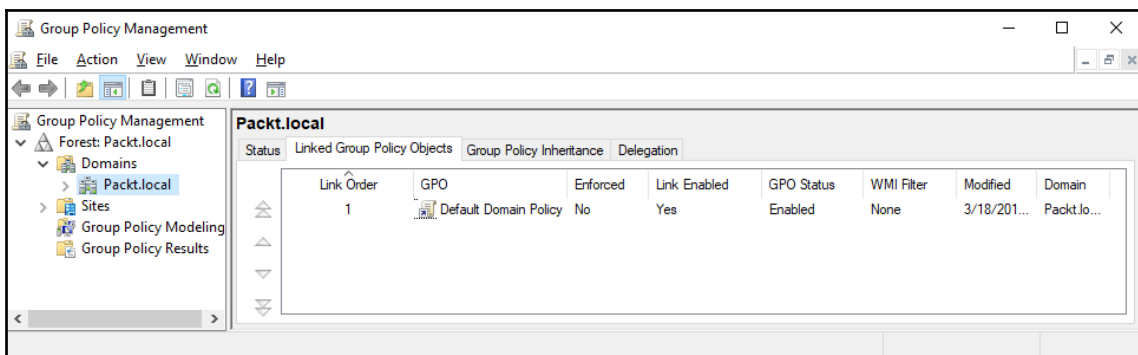 Group Policy Management
File Action View Window Help
Group Policy Management
Forest: Packt.local
Domains
Packt.local
Sites
Group Policy Modeling
Group Policy Results
Packt.local
Status Linked Group Policy Objects Group Policy Inheritance Delegation
Link Order GPO Enforced Link Enabled GPO Status WMI Filter Modified Domain
1 Default Domain Policy No Yes Enabled None 3/18/201... Packt.lo...